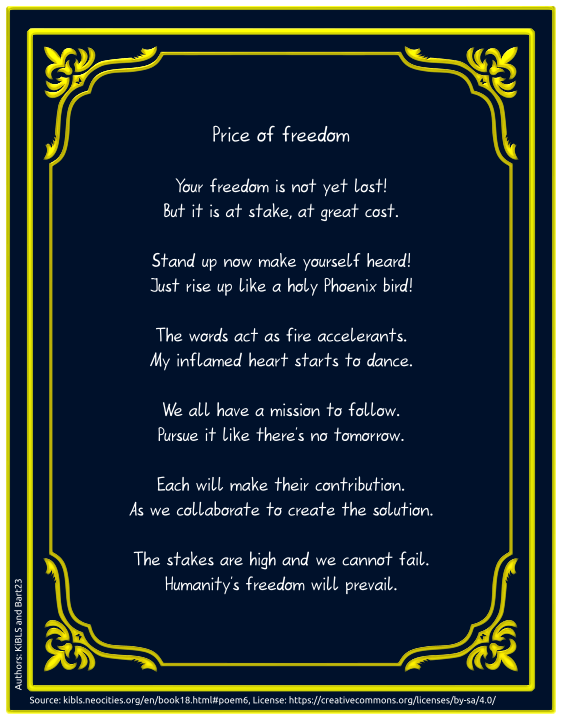 Price of freedom
Your freedom is not yet lost!
But it is at stake, at great cost.
Stand up now make yourself heard!
Just rise up like a holy Phoenix bird!
The words act as fire accelerants.
My inflamed heart starts to dance.
We all have a mission to follow.
Pursue it like there's no tomorrow.
Each will make their contribution.
As we collaborate to create the solution.
The stakes are high and we cannot fail.
Humanity's freedom will prevail.
Authors: KiBLS and Bart23
Source: kibls.neocities.org/en/book18.html#poem6, License: https://creativecommons.org/licenses/by-sa/4.0/